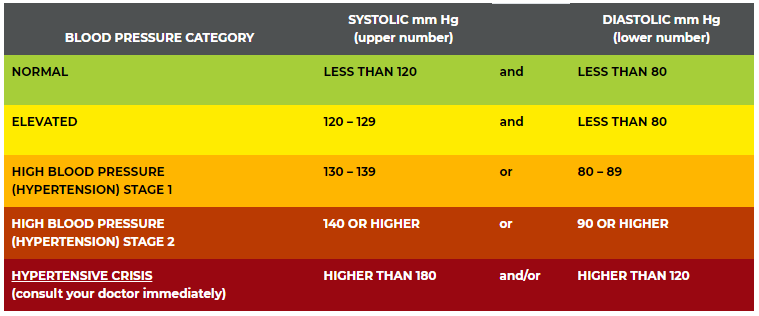 BLOOD PRESSURE CATEGORY SYSTOLIC mm Hg (upper number) DIASTOLIC mm Hg (lower number)
NORMAL LESS THAN 120 and LESS THAN 80
ELEVATED 120 – 129 and LESS THAN 80
HIGH BLOOD PRESSURE
(HYPERTENSION) STAGE 1 130 – 139 or 80 – 89
HIGH BLOOD PRESSURE
(HYPERTENSION) STAGE 2 140 OR HIGHER or 90 OR HIGHER
HYPERTENSIVE CRISIS
(consult your doctor immediately) HIGHER THAN 180 and/or HIGHER THAN 120